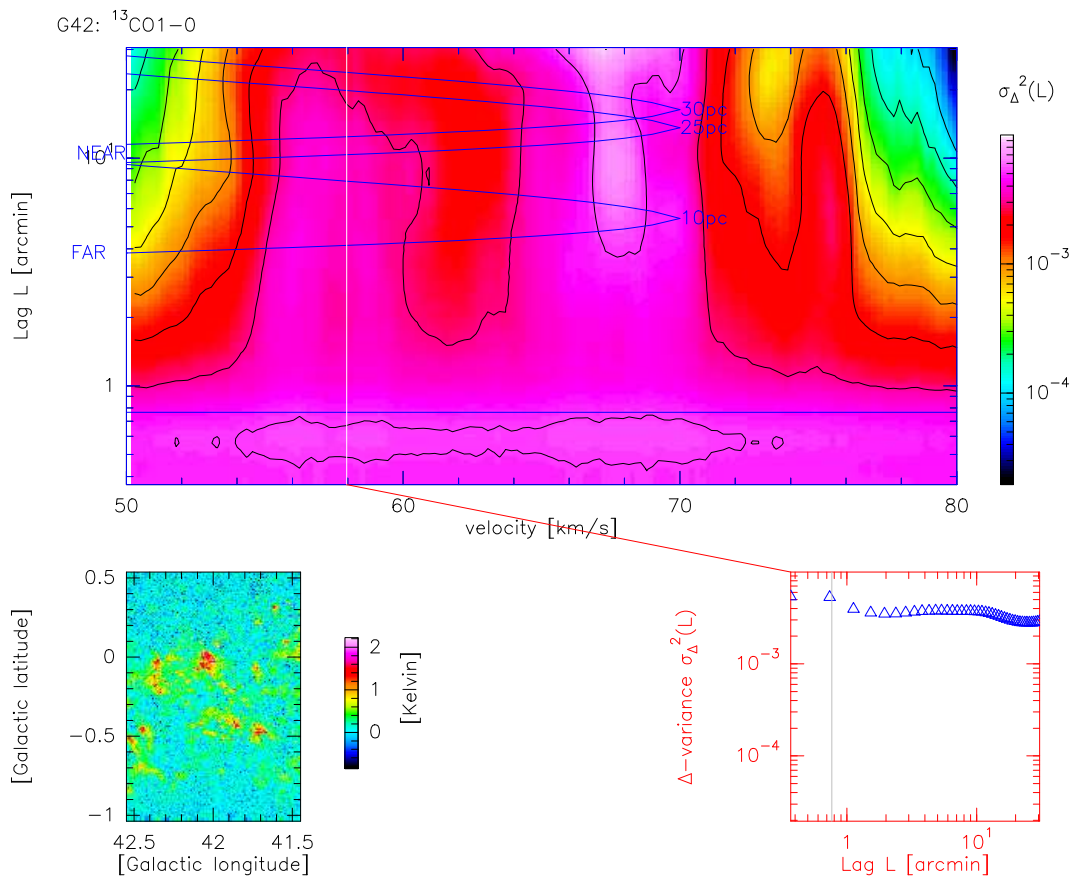 G42: ¹³CO1−0
σΔ²(L)
30pc
25pc
NEAR
10¹
10pc
Lag L [arcmin]
FAR
10⁻³
1
10⁻⁴
50
60
70
80
velocity [km/s]
0.5
0
−0.5
−1
[Galactic latitude]
42.5
42
41.5
[Galactic longitude]
2
1
0
[Kelvin]
Δ−variance σΔ²(L)
10⁻³
10⁻⁴
1
10¹
Lag L [arcmin]